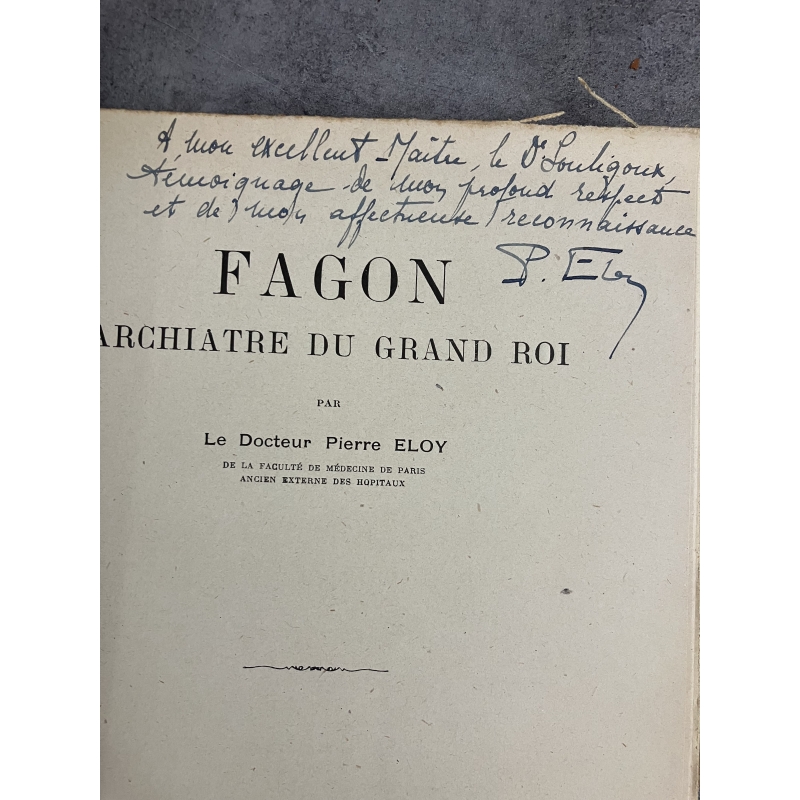 A mon excellent Maître, le Dr Souligoux,
témoignage de mon profond respect
et de mon affectueuse reconnaissance
P. Eloy
FAGON
ARCHIATRE DU GRAND ROI
PAR
Le Docteur Pierre ELOY
DE LA FACULTÉ DE MÉDECINE DE PARIS
ANCIEN EXTERNE DES HOPITAUX